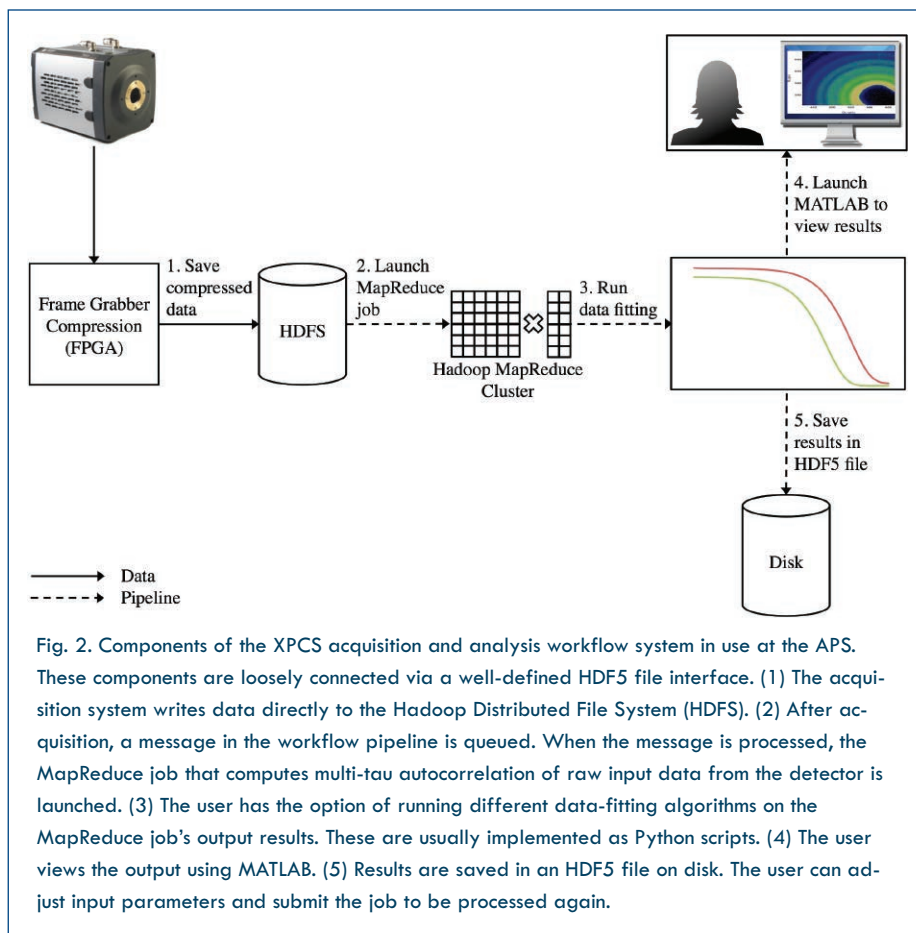 1. Save
compressed
data
Frame Grabber
Compression
(FPGA)
HDFS
2. Launch
MapReduce
job
Hadoop MapReduce
Cluster
3. Run
data fitting
4. Launch
MATLAB to
view results
5. Save
results in
HDF5 file
Disk
Data
Pipeline
Fig. 2. Components of the XPCS acquisition and analysis workflow system in use at the APS.
These components are loosely connected via a well-defined HDF5 file interface. (1) The acqui-
sition system writes data directly to the Hadoop Distributed File System (HDFS). (2) After ac-
quisition, a message in the workflow pipeline is queued. When the message is processed, the
MapReduce job that computes multi-tau autocorrelation of raw input data from the detector is
launched. (3) The user has the option of running different data-fitting algorithms on the
MapReduce job's output results. These are usually implemented as Python scripts. (4) The user
views the output using MATLAB. (5) Results are saved in an HDF5 file on disk. The user can ad-
just input parameters and submit the job to be processed again.